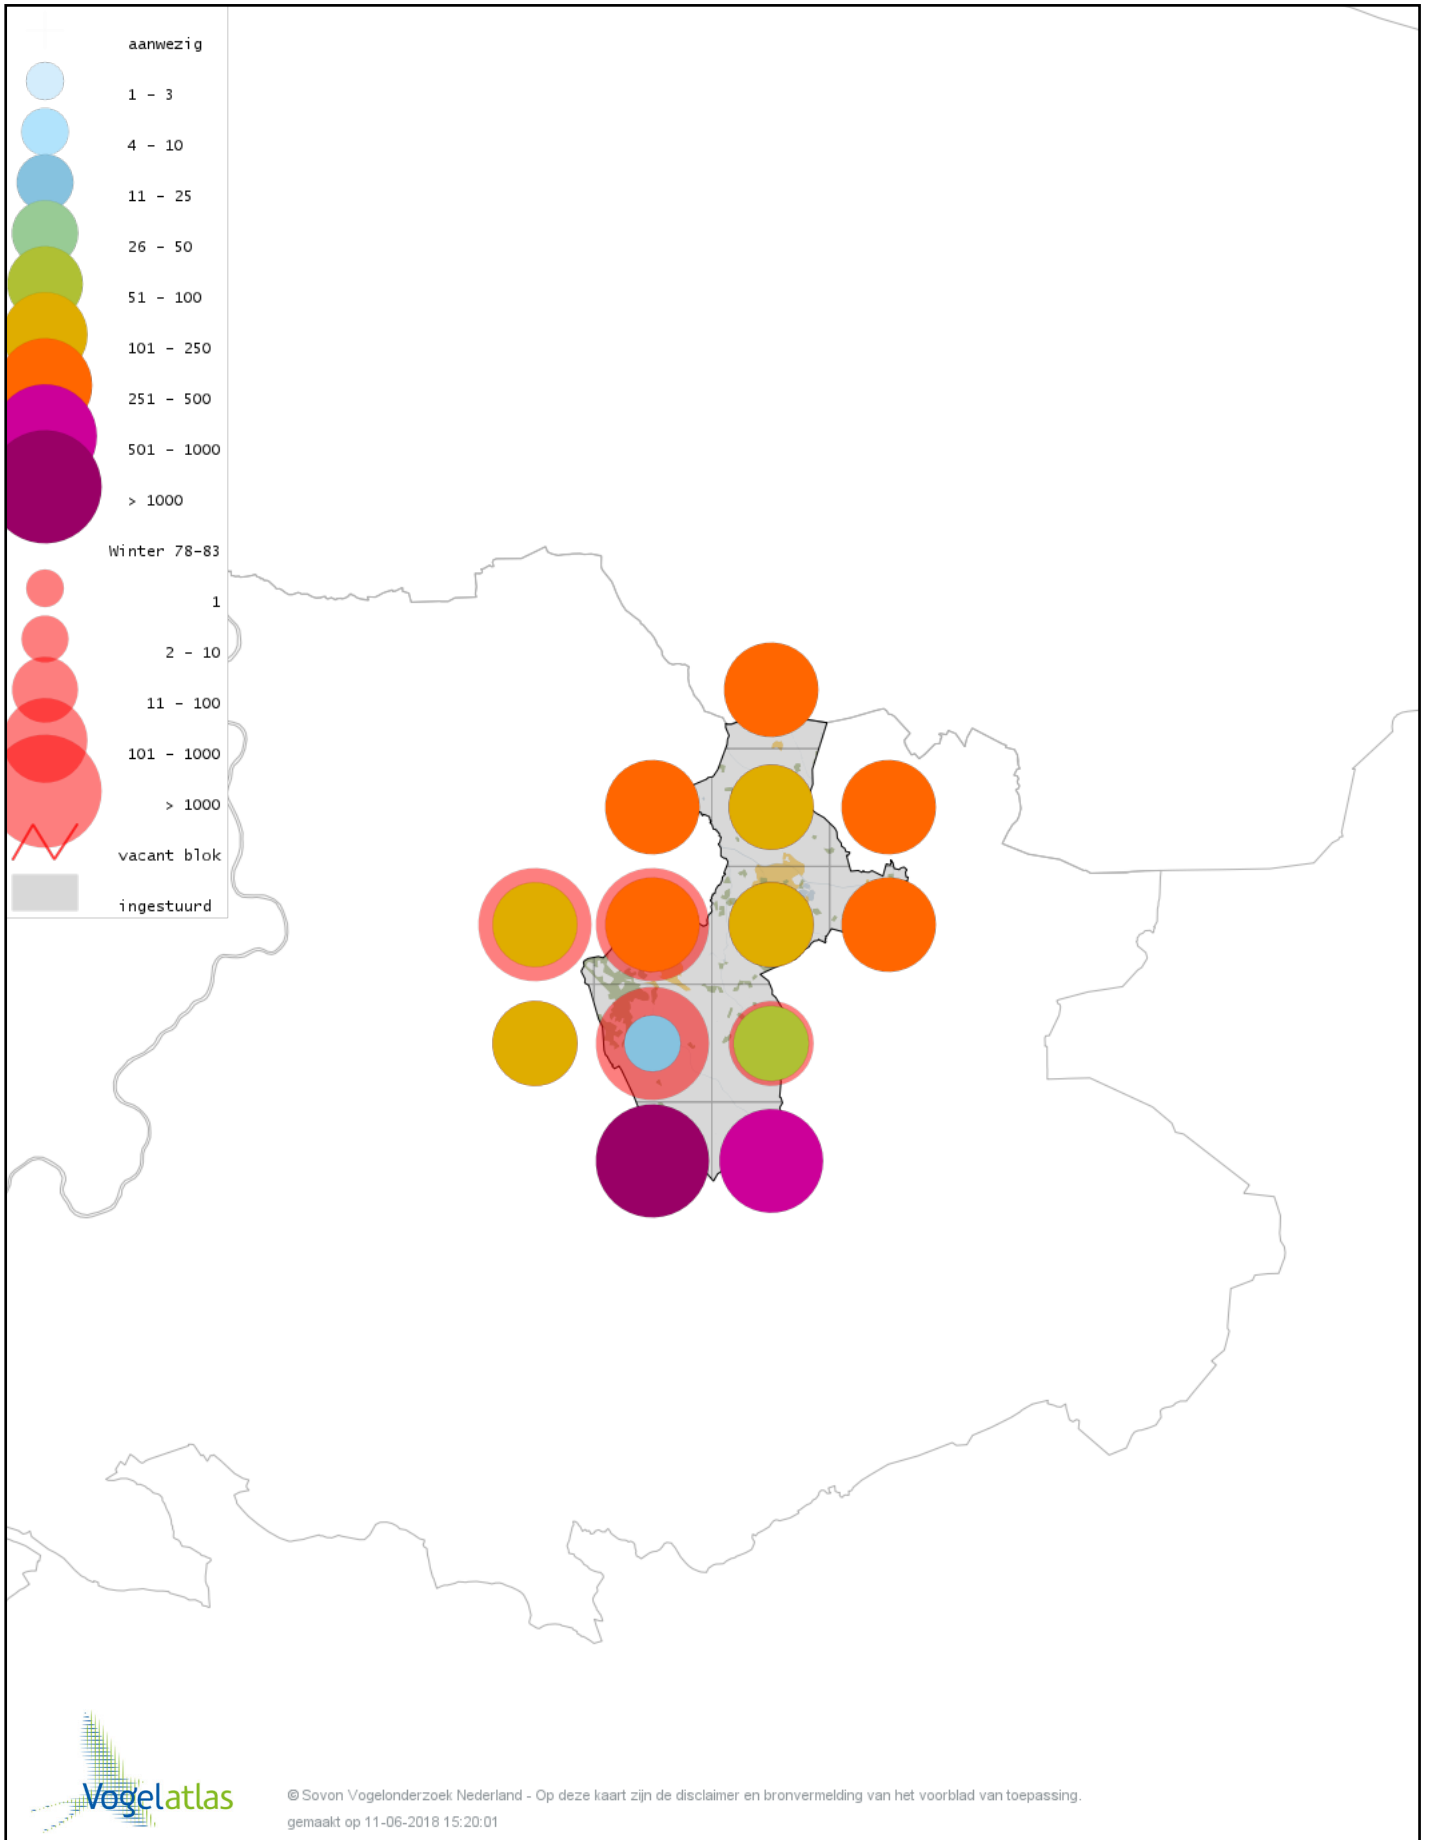 aanwezig
1 - 3
4 - 10
11 - 25
26 - 50
51 - 100
101 - 250
251 - 500
501 - 1000
> 1000
Winter 78-83
1
2 - 10
11 - 100
101 - 1000
> 1000
vacant blok
ingestuurd
Vogelatlas
© Sovon Vogelonderzoek Nederland - Op deze kaart zijn de disclaimer en bronvermelding van het voorblad van toepassing.
gemaakt op 11-06-2018 15:20:01